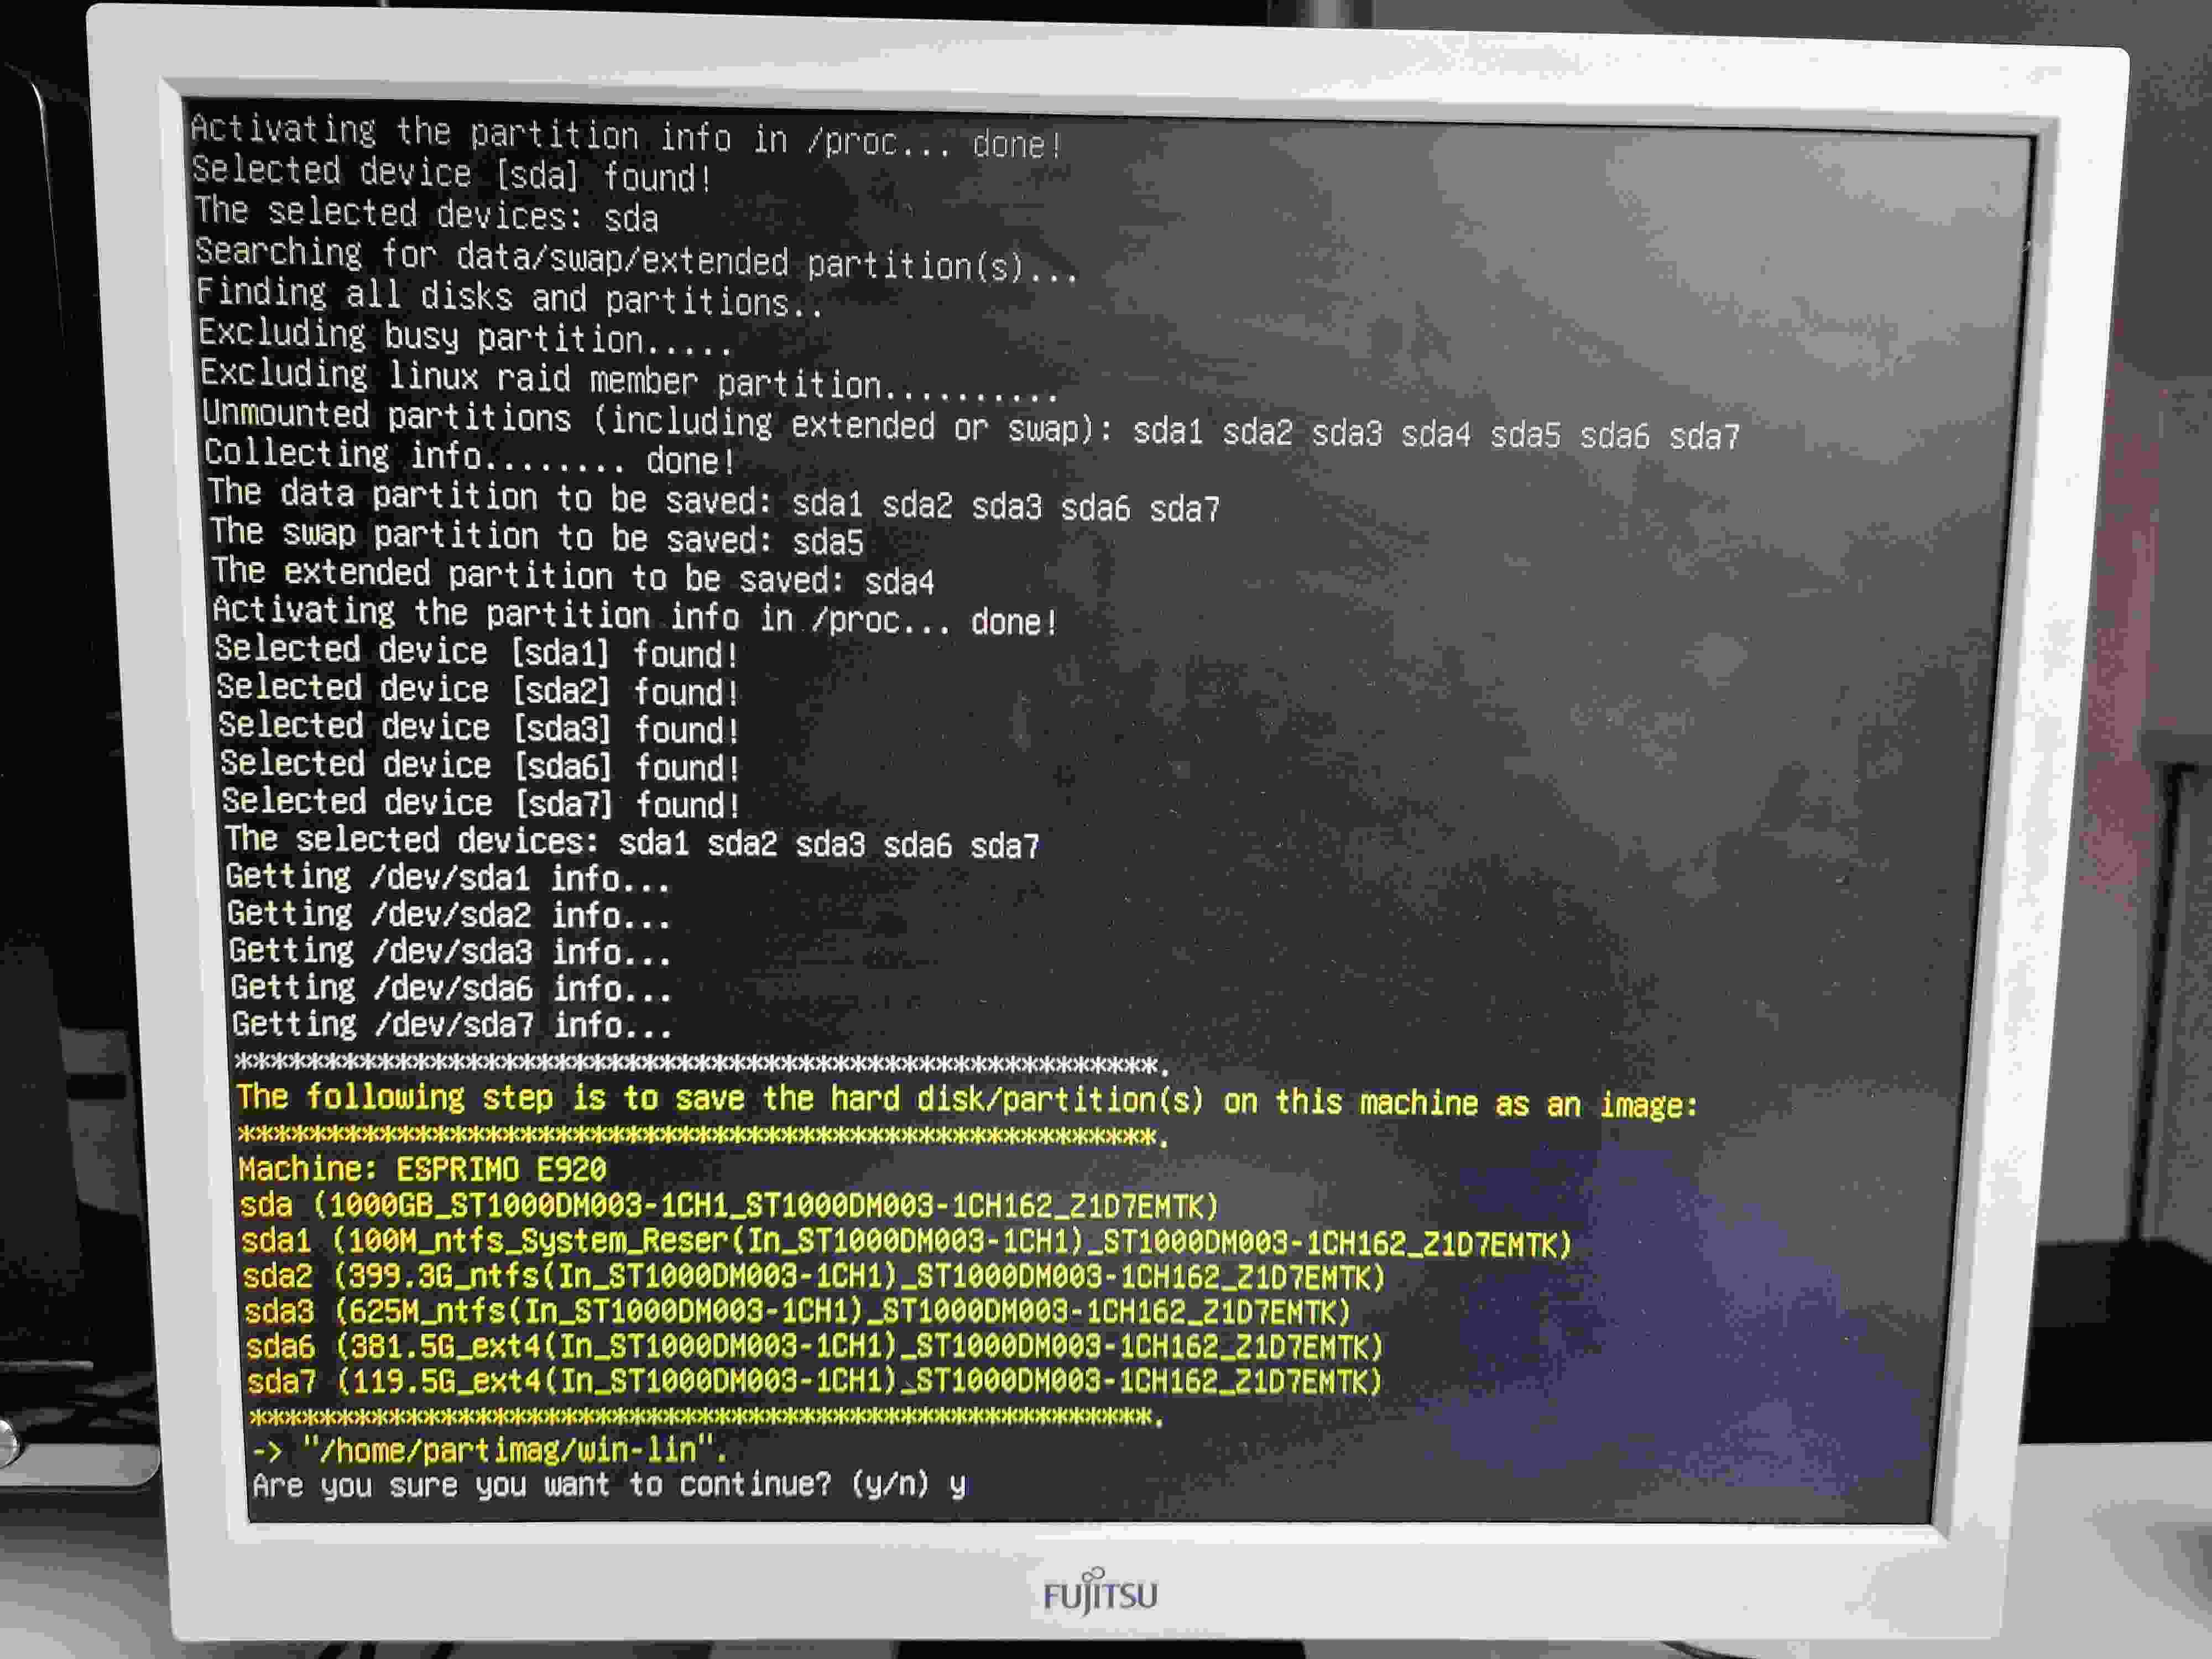 Activating the partition info in /proc... done!
Selected device [sda] found!
The selected devices: sda
Searching for data/swap/extended partition(s)...
Finding all disks and partitions..
Excluding busy partition.....
Excluding linux raid member partition..........
Unmounted partitions (including extended or swap): sda1 sda2 sda3 sda4 sda5 sda6 sda7
Collecting info........ done!
The data partition to be saved: sda1 sda2 sda3 sda6 sda7
The swap partition to be saved: sda5
The extended partition to be saved: sda4
Activating the partition info in /proc... done!
Selected device [sda1] found!
Selected device [sda2] found!
Selected device [sda3] found!
Selected device [sda6] found!
Selected device [sda7] found!
The selected devices: sda1 sda2 sda3 sda6 sda7
Getting /dev/sda1 info...
Getting /dev/sda2 info...
Getting /dev/sda3 info...
Getting /dev/sda6 info...
Getting /dev/sda7 info...
*****************************************************.
The following step is to save the hard disk/partition(s) on this machine as an image:
*****************************************************.
Machine: ESPRIMO E920
sda (1000GB_ST1000DM003-1CH1_ST1000DM003-1CH162_Z1D7EMTK)
sda1 (100M_ntfs_System_Reser(In_ST1000DM003-1CH1)_ST1000DM003-1CH162_Z1D7EMTK)
sda2 (399.3G_ntfs(In_ST1000DM003-1CH1)_ST1000DM003-1CH162_Z1D7EMTK)
sda3 (625M_ntfs(In_ST1000DM003-1CH1)_ST1000DM003-1CH162_Z1D7EMTK)
sda6 (381.5G_ext4(In_ST1000DM003-1CH1)_ST1000DM003-1CH162_Z1D7EMTK)
sda7 (119.5G_ext4(In_ST1000DM003-1CH1)_ST1000DM003-1CH162_Z1D7EMTK)
*****************************************************.
-> "/home/partimag/win-lin".
Are you sure you want to continue? (y/n) y
FUJITSU